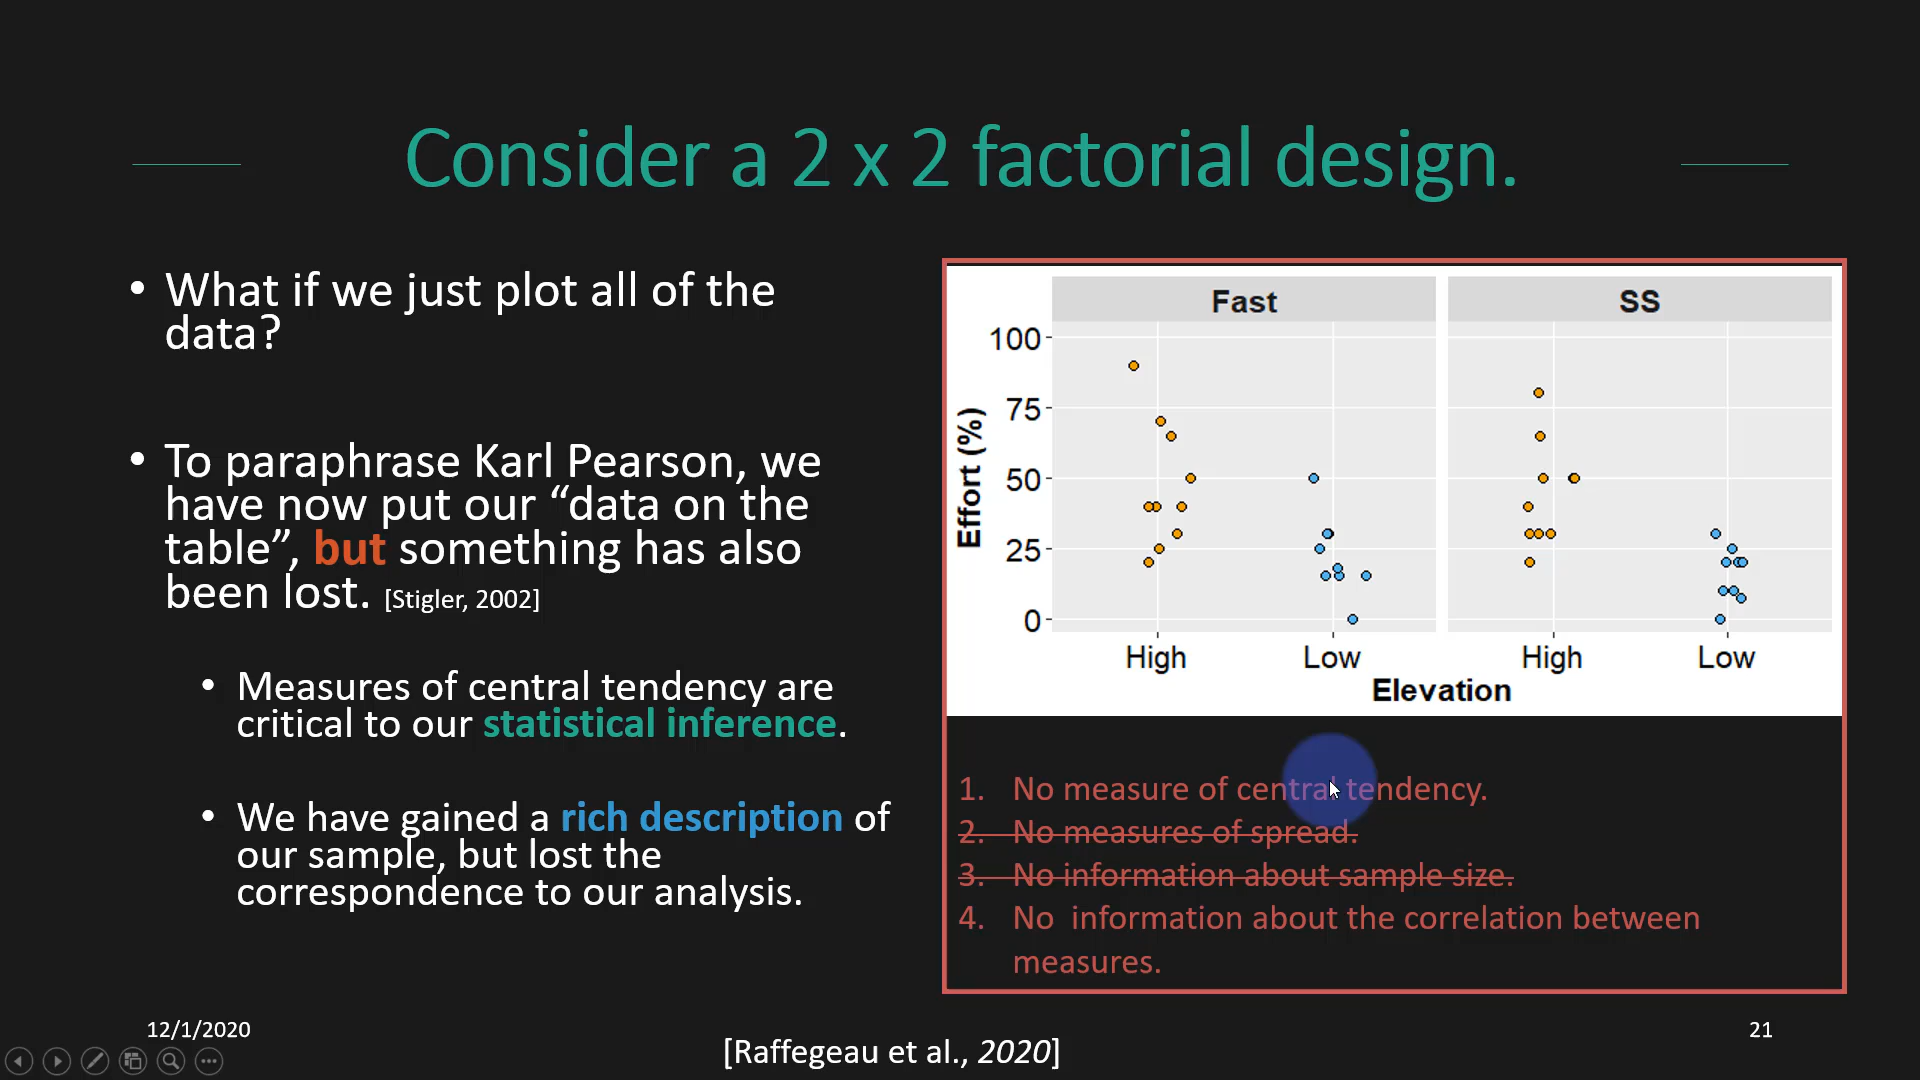 Consider a 2 x 2 factorial design.
• What if we just plot all of the
data?
• To paraphrase Karl Pearson, we
have now put our “data on the
table”, but something has also
been lost. [Stigler, 2002]
• Measures of central tendency are
critical to our statistical inference.
• We have gained a rich description of
our sample, but lost the
correspondence to our analysis.
Fast SS
Effort (%)
100
75
50
25
0
High Low High Low
Elevation
1. No measure of central tendency.
2. No measures of spread.
3. No information about sample size.
4. No information about the correlation between
measures.
12/1/2020
[Raffegeau et al., 2020]
21